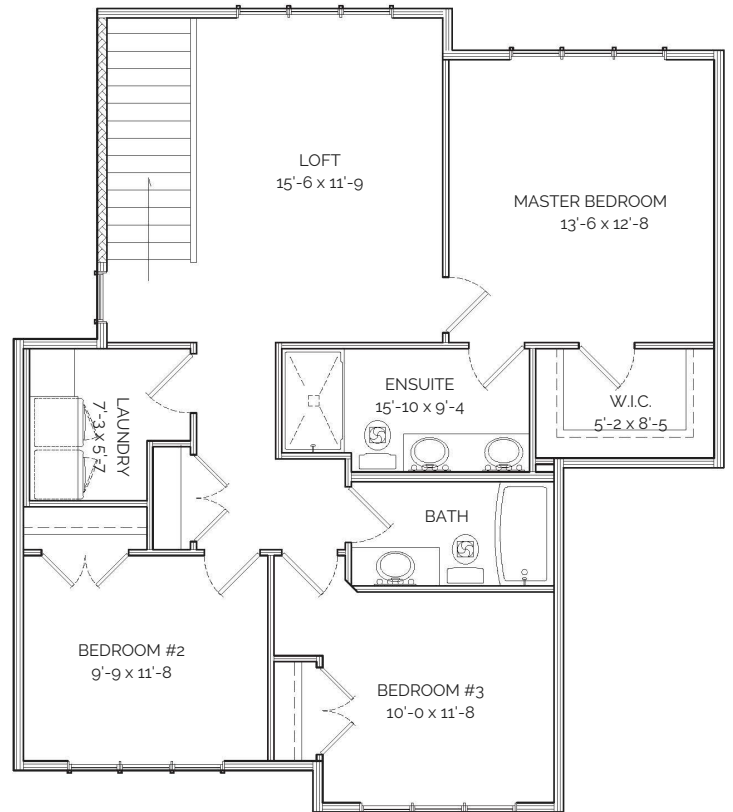 LOFT
15'-6 x 11'-9
MASTER BEDROOM
13'-6 x 12'-8
ENSUITE
15'-10 x 9'-4
W.I.C.
5'-2 x 8'-5
LAUNDRY
7'-3 x 5'-7
BATH
BEDROOM #2
9'-9 x 11'-8
BEDROOM #3
10'-0 x 11'-8